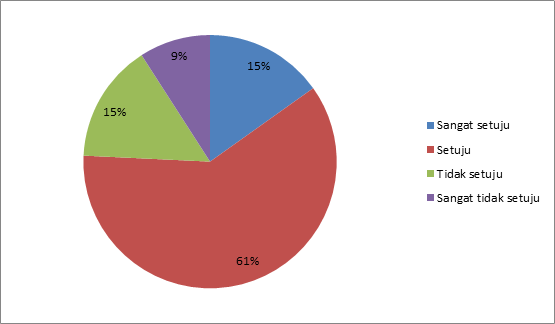 9%
15%
15%
61%
Sangat setuju
Setuju
Tidak setuju
Sangat tidak setuju